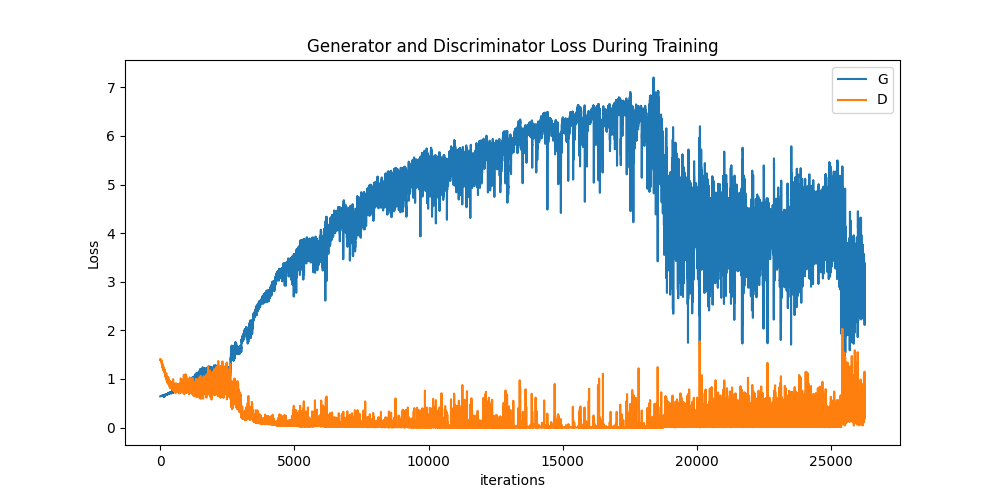 Generator and Discriminator Loss During Training
G
D
7
6
5
4
3
2
1
0
Loss
0 5000 10000 15000 20000 25000
iterations